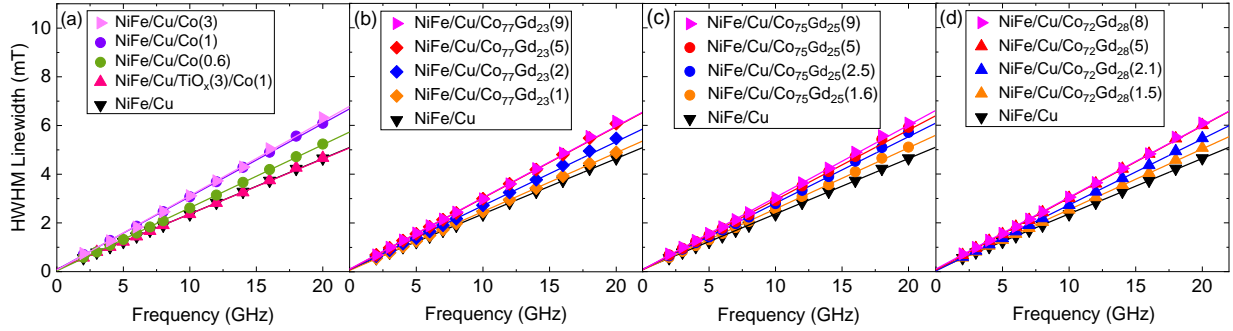 (a)
NiFe/Cu/Co(3)
NiFe/Cu/Co(1)
NiFe/Cu/Co(0.6)
NiFe/Cu/TiOₓ(3)/Co(1)
NiFe/Cu
(b)
NiFe/Cu/Co₇₇Gd₂₃(9)
NiFe/Cu/Co₇₇Gd₂₃(5)
NiFe/Cu/Co₇₇Gd₂₃(2)
NiFe/Cu/Co₇₇Gd₂₃(1)
NiFe/Cu
(c)
NiFe/Cu/Co₇₅Gd₂₅(9)
NiFe/Cu/Co₇₅Gd₂₅(5)
NiFe/Cu/Co₇₅Gd₂₅(2.5)
NiFe/Cu/Co₇₅Gd₂₅(1.6)
NiFe/Cu
(d)
NiFe/Cu/Co₇₂Gd₂₈(8)
NiFe/Cu/Co₇₂Gd₂₈(5)
NiFe/Cu/Co₇₂Gd₂₈(2.1)
NiFe/Cu/Co₇₂Gd₂₈(1.5)
NiFe/Cu
HWHM Linewidth (mT)
10
8
6
4
2
0
0 5 10 15 20
0 5 10 15 20
0 5 10 15 20
0 5 10 15 20
Frequency (GHz)
Frequency (GHz)
Frequency (GHz)
Frequency (GHz)